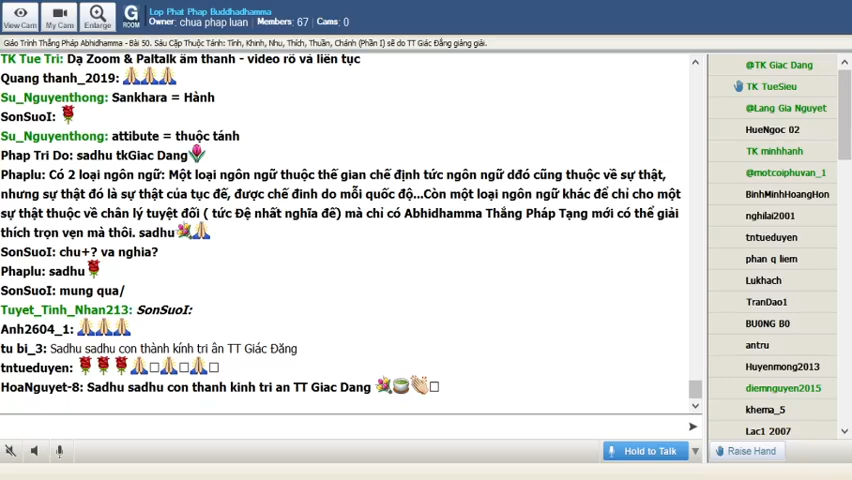 Lop Phat Phap Buddhadhamma
Owner: chua phap luan Members: 67 Cams: 0
View Cam My Cam Enlarge G ROOM
Giáo Trình Thắng Pháp Abhidhamma - Bài 50. Sáu Cặp Thuộc Tánh: Tịnh, Khinh, Nhu, Thích, Thuần, Chánh (Phần I) sẽ do TT Giác Đẳng giảng giải.
TK Tue Tri: Dạ Zoom & Paltalk âm thanh - video rõ và liên tục
Quang thanh_2019:
Su_Nguyenthong: Sankhara = Hành
SonSuoI:
Su_Nguyenthong: attibute = thuộc tánh
Phap Tri Do: sadhu tkGiac Dang
Phaplu: Có 2 loại ngôn ngữ: Một loại ngôn ngữ thuộc thế gian chế định tức ngôn ngữ dđó cũng thuộc về sự thật,
nhưng sự thật đó là sự thật của tục đế, được chế đinh do mỗi quốc độ...Còn một loại ngôn ngữ khác để chỉ cho một
sự thật thuộc về chân lý tuyệt đối ( tức Đệ nhất nghĩa đế) mà chỉ có Abhidhamma Thắng Pháp Tạng mới có thể giải
thích trọn vẹn mà thôi. sadhu
SonSuoI: chu+? va nghia?
Phaplu: sadhu
SonSuoI: mung qua/
Tuyet_Tinh_Nhan213: SonSuoI:
Anh2604_1:
tu bi_3: Sadhu sadhu con thành kính tri ân TT Giác Đăng
tntueduyen:
HoaNguyet-8: Sadhu sadhu con thanh kinh tri an TT Giac Dang
@TK Giac Dang
TK TueSieu
@Lang Gia Nguyet
HueNgoc 02
TK minhhanh
@motcoiphuvan_1
BinhMinhHoangHon
nghilai2001
tntueduyen
phan q liem
Lukhach
TranDao1
BU0NG B0
antru
Huyenmong2013
diemnguyen2015
khema_5
Lac1 2007
Hold to Talk
Raise Hand